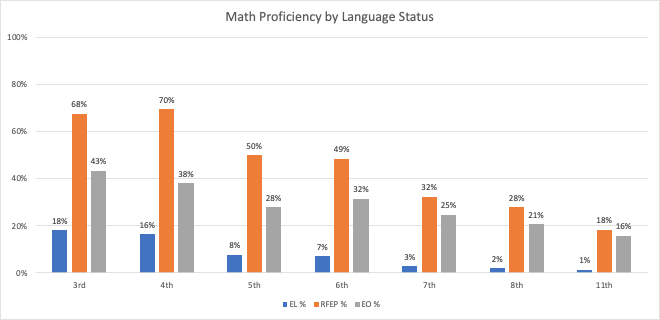 Math Proficiency by Language Status
100%
80%
60%
40%
20%
0%
18% 68% 43%
16% 70% 38%
8% 50% 28%
7% 49% 32%
3% 32% 25%
2% 28% 21%
1% 18% 16%
3rd 4th 5th 6th 7th 8th 11th
EL % RFEP % EO %